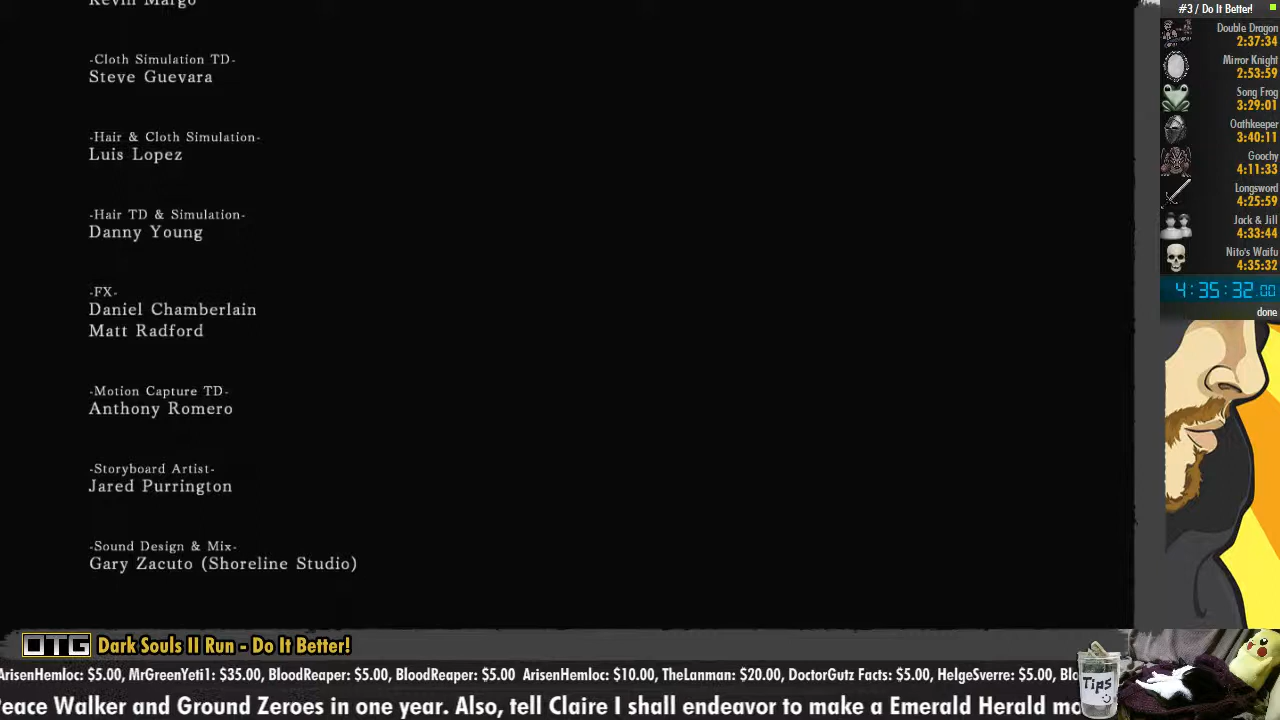 Kevin Margo
-Cloth Simulation TD-
Steve Guevara
-Hair & Cloth Simulation-
Luis Lopez
-Hair TD & Simulation-
Danny Young
-FX-
Daniel Chamberlain
Matt Radford
-Motion Capture TD-
Anthony Romero
-Storyboard Artist-
Jared Purrington
-Sound Design & Mix-
Gary Zacuto (Shoreline Studio)
#3 / Do It Better!
Double Dragon
2:37:34
Mirror Knight
2:53:59
Song Frog
3:29:01
Oathkeeper
3:40:11
Goochy
4:11:33
Longsword
4:25:59
Jack & Jill
4:33:44
Nito's Waifu
4:35:32
4:35:32.00
done
OTG Dark Souls II Run - Do It Better!
ArisenHemloc: $5.00, MrGreenYeti1: $35.00, BloodReaper: $5.00, BloodReaper: $5.00 ArisenHemloc: $10.00, TheLanman: $20.00, DoctorGutz Facts: $5.00, HelgeSverre: $5.00, Blo
Peace Walker and Ground Zeroes in one year. Also, tell Claire I shall endeavor to make a Emerald Herald mo
Tips